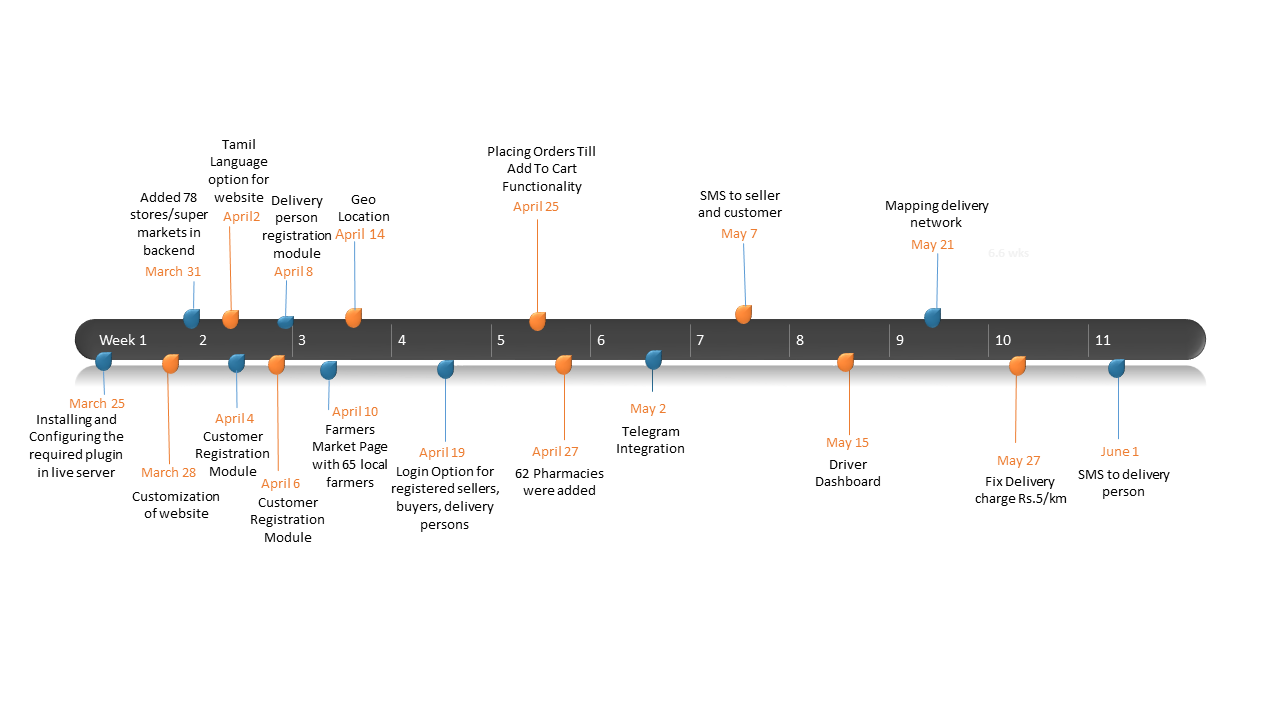 Tamil
Language
option for
website
April2
Added 78
stores/super
markets in
backend
March 31
Delivery
person
registration
module
April 8
Geo
Location
April 14
Placing Orders Till
Add To Cart
Functionality
April 25
SMS to seller
and customer
May 7
Mapping delivery
network
May 21
6.6 wks
Week 1 2 3 4 5 6 7 8 9 10 11
March 25
Installing and
Configuring the
required plugin
in live server
March 28
Customization
of website
April 4
Customer
Registration
Module
April 6
Customer
Registration
Module
April 10
Farmers
Market Page
with 65 local
farmers
April 19
Login Option for
registered sellers,
buyers, delivery
persons
April 27
62 Pharmacies
were added
May 2
Telegram
Integration
May 15
Driver
Dashboard
May 27
Fix Delivery
charge Rs.5/km
June 1
SMS to delivery
person